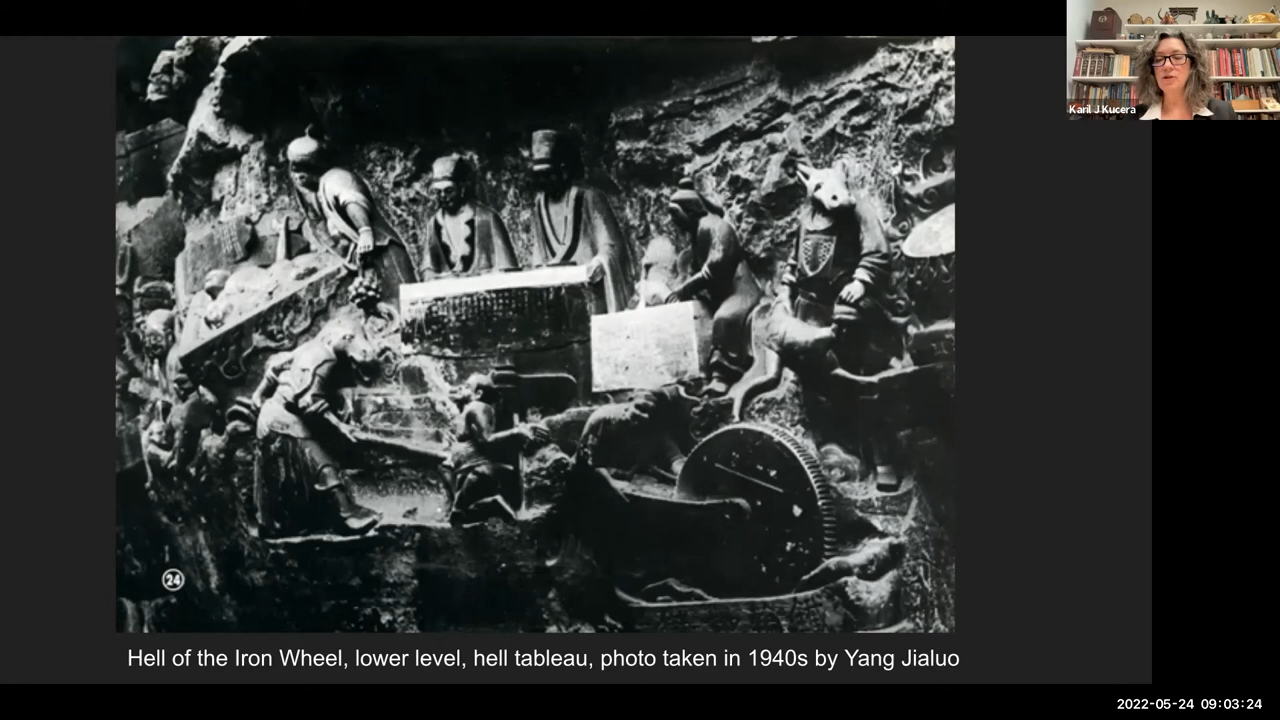 Karil J Kucera
24
Hell of the Iron Wheel, lower level, hell tableau, photo taken in 1940s by Yang Jialuo
2022-05-24 09:03:24